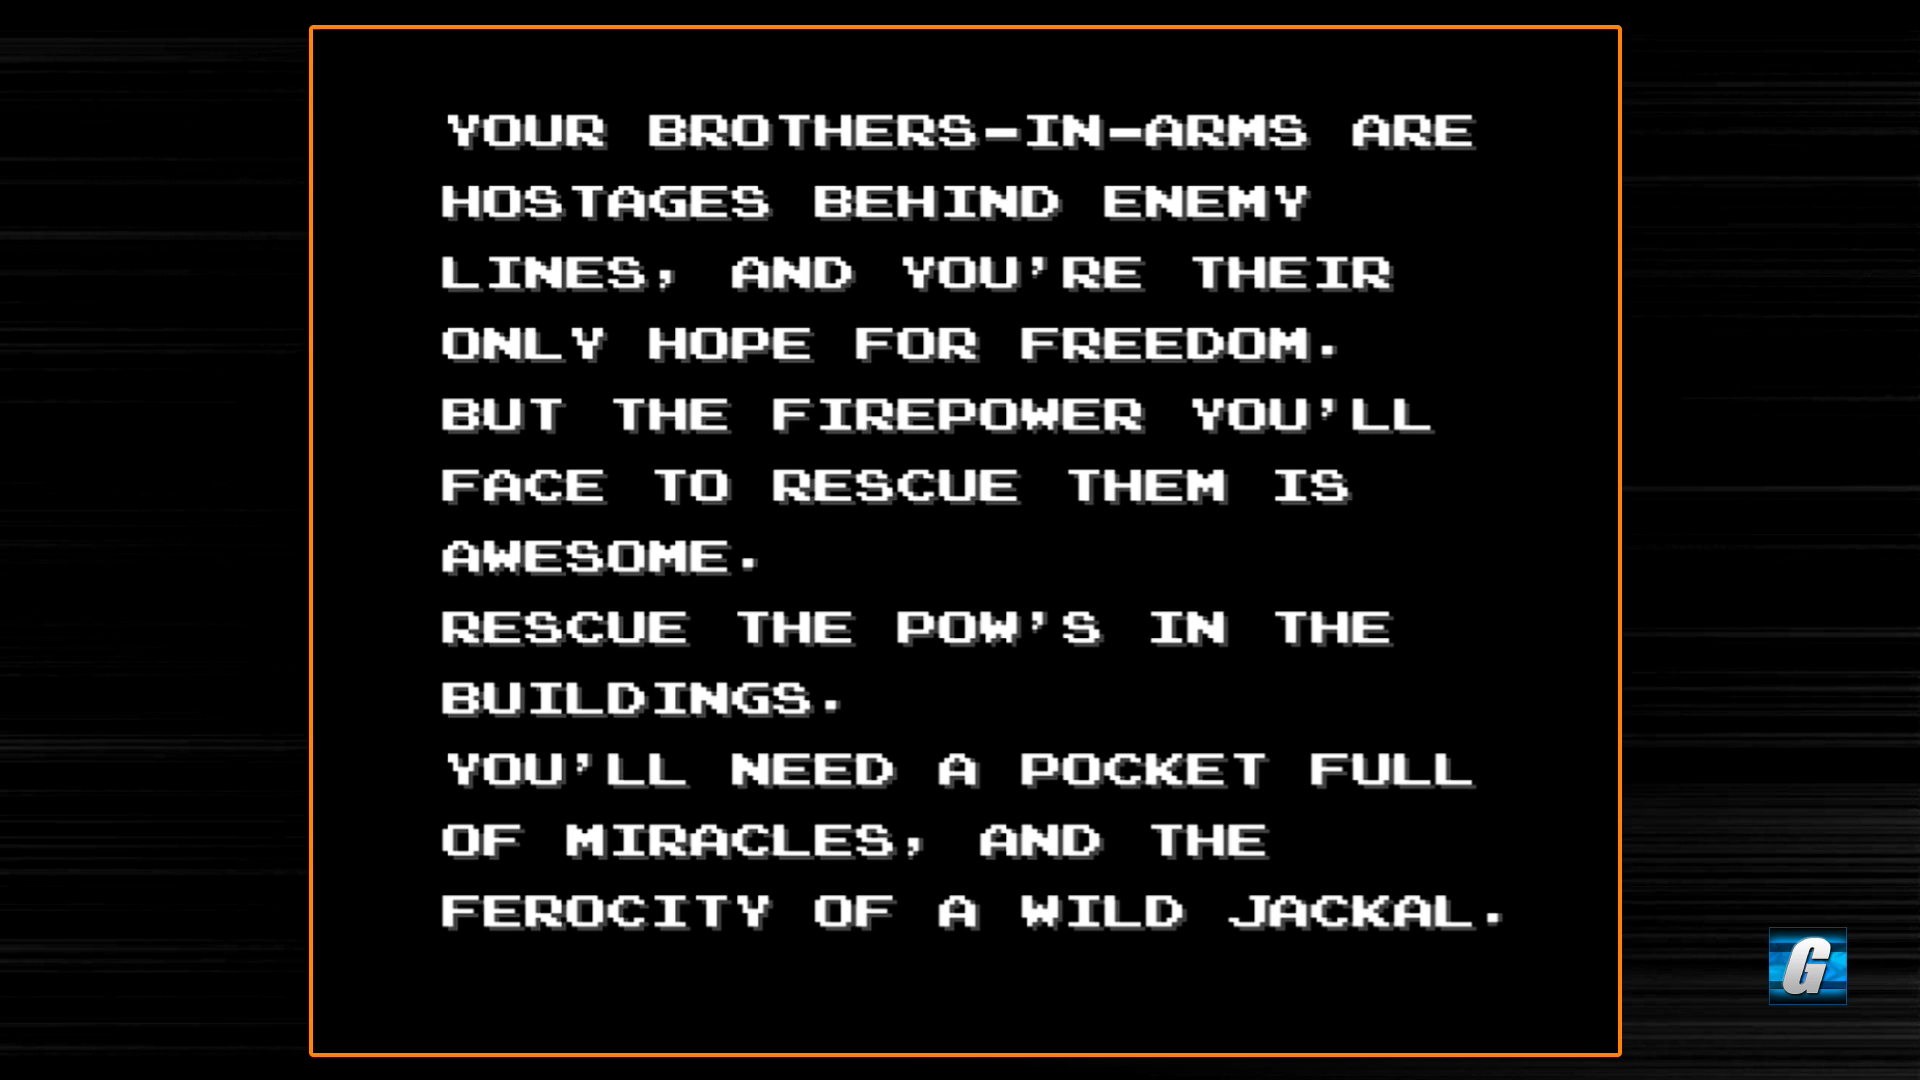 YOUR BROTHERS-IN-ARMS ARE
HOSTAGES BEHIND ENEMY
LINES, AND YOU'RE THEIR
ONLY HOPE FOR FREEDOM.
BUT THE FIREPOWER YOU'LL
FACE TO RESCUE THEM IS
AWESOME.
RESCUE THE POW'S IN THE
BUILDINGS.
YOU'LL NEED A POCKET FULL
OF MIRACLES, AND THE
FEROCITY OF A WILD JACKAL.
G